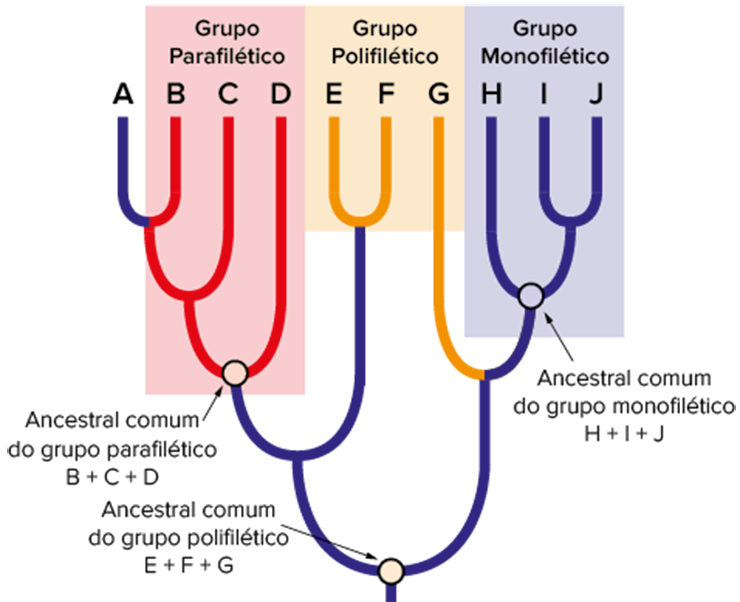 Grupo
Parafilético
Grupo
Polifilético
Grupo
Monofilético
A B C D E F G H I J
Ancestral comum
do grupo monofilético
H + I + J
Ancestral comum
do grupo parafilético
B + C + D
Ancestral comum
do grupo polifilético
E + F + G